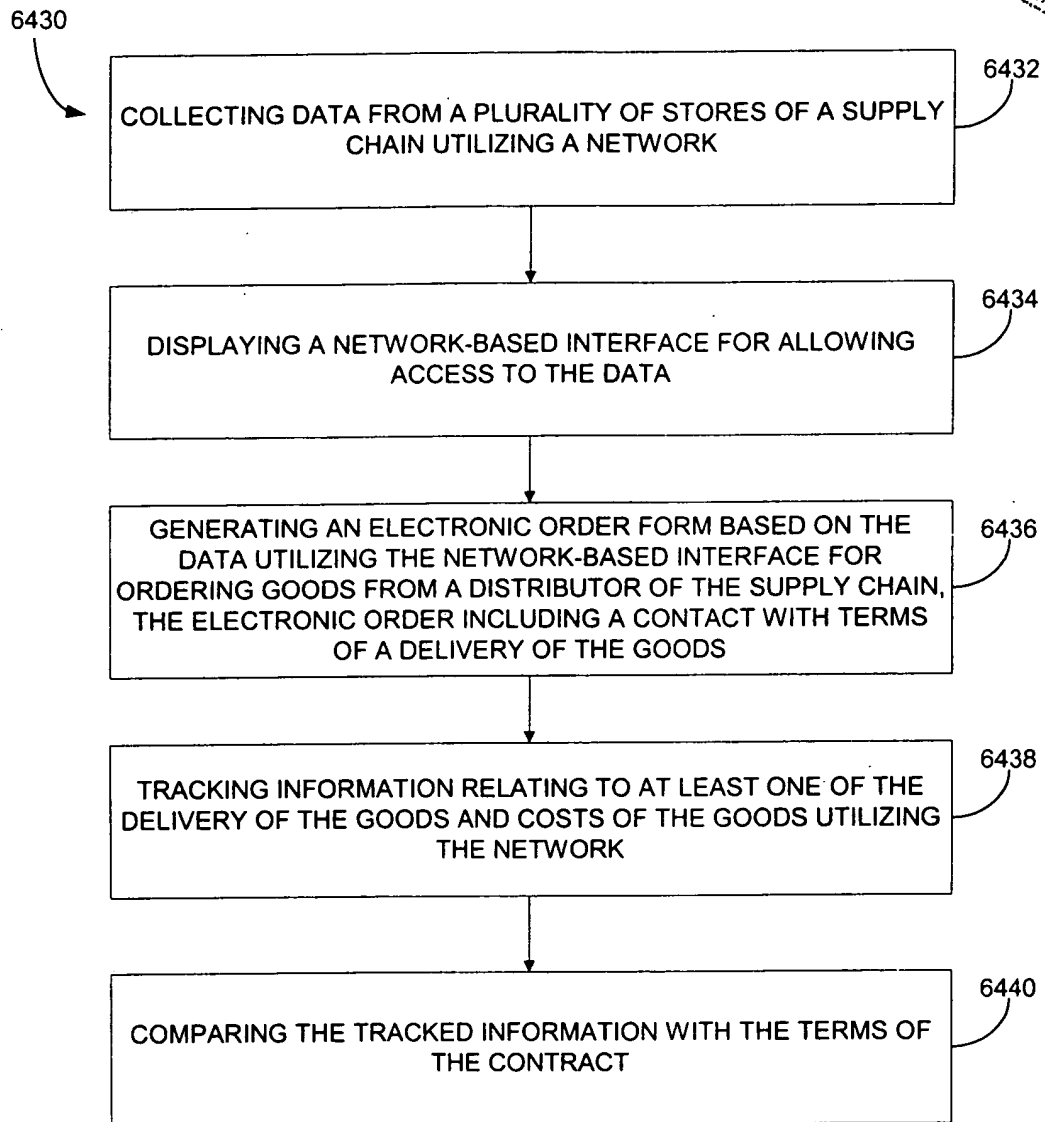 6430
6432
COLLECTING DATA FROM A PLURALITY OF STORES OF A SUPPLY
CHAIN UTILIZING A NETWORK
6434
DISPLAYING A NETWORK-BASED INTERFACE FOR ALLOWING
ACCESS TO THE DATA
6436
GENERATING AN ELECTRONIC ORDER FORM BASED ON THE
DATA UTILIZING THE NETWORK-BASED INTERFACE FOR
ORDERING GOODS FROM A DISTRIBUTOR OF THE SUPPLY CHAIN,
THE ELECTRONIC ORDER INCLUDING A CONTACT WITH TERMS
OF A DELIVERY OF THE GOODS
6438
TRACKING INFORMATION RELATING TO AT LEAST ONE OF THE
DELIVERY OF THE GOODS AND COSTS OF THE GOODS UTILIZING
THE NETWORK
6440
COMPARING THE TRACKED INFORMATION WITH THE TERMS OF
THE CONTRACT